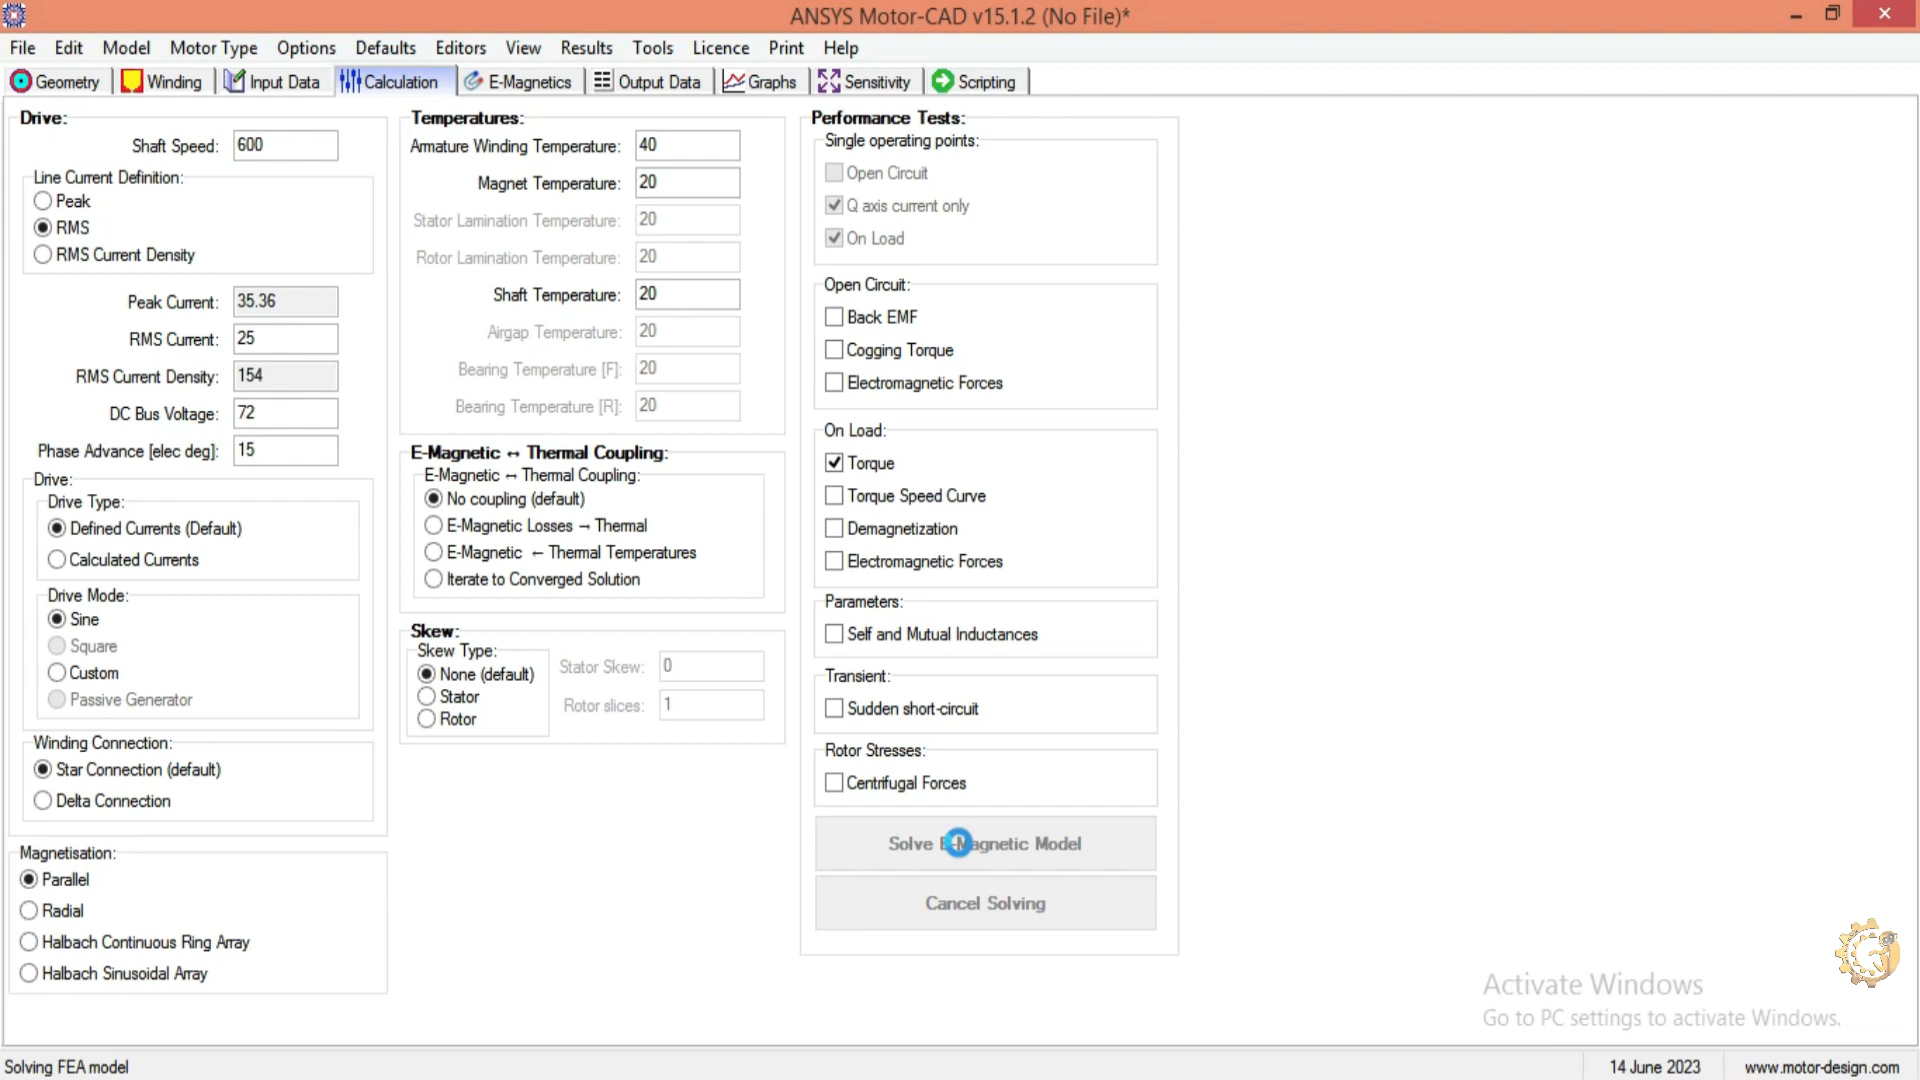 ANSYS Motor-CAD v15.1.2 (No File)*
File Edit Model Motor Type Options Defaults Editors View Results Tools Licence Print Help
Geometry Winding Input Data Calculation E-Magnetics Output Data Graphs Sensitivity Scripting
Drive:
Shaft Speed: 600
Line Current Definition:
Peak
RMS
RMS Current Density
Peak Current: 35.36
RMS Current: 25
RMS Current Density: 154
DC Bus Voltage: 72
Phase Advance [elec deg]: 15
Drive:
Drive Type:
Defined Currents (Default)
Calculated Currents
Drive Mode:
Sine
Square
Custom
Passive Generator
Winding Connection:
Star Connection (default)
Delta Connection
Magnetisation:
Parallel
Radial
Halbach Continuous Ring Array
Halbach Sinusoidal Array
Temperatures:
Armature Winding Temperature: 40
Magnet Temperature: 20
Stator Lamination Temperature: 20
Rotor Lamination Temperature: 20
Shaft Temperature: 20
Airgap Temperature: 20
Bearing Temperature [F]: 20
Bearing Temperature [R]: 20
E-Magnetic ↔ Thermal Coupling:
E-Magnetic ↔ Thermal Coupling:
No coupling (default)
E-Magnetic Losses → Thermal
E-Magnetic ← Thermal Temperatures
Iterate to Converged Solution
Skew:
Skew Type:
None (default)
Stator
Rotor
Stator Skew: 0
Rotor slices: 1
Performance Tests:
Single operating points:
Open Circuit
Q axis current only
On Load
Open Circuit:
Back EMF
Cogging Torque
Electromagnetic Forces
On Load:
Torque
Torque Speed Curve
Demagnetization
Electromagnetic Forces
Parameters:
Self and Mutual Inductances
Transient:
Sudden short-circuit
Rotor Stresses:
Centrifugal Forces
Solve E-Magnetic Model
Cancel Solving
Activate Windows
Go to PC settings to activate Windows.
Solving FEA model
14 June 2023
www.motor-design.com